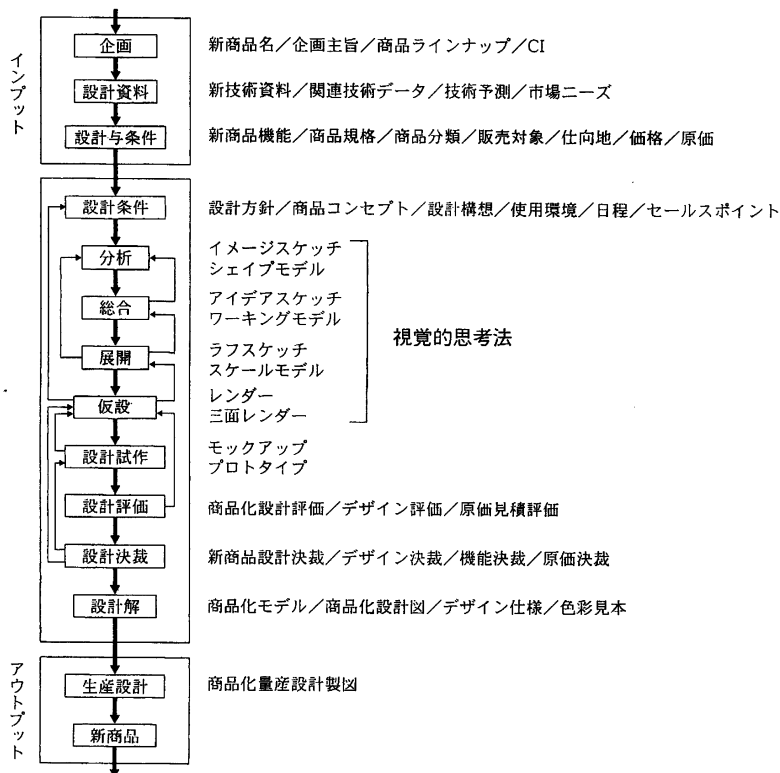 インプット
企画 新商品名／企画主旨／商品ラインナップ／CI
設計資料 新技術資料／関連技術データ／技術予測／市場ニーズ
設計与条件 新商品機能／商品規格／商品分類／販売対象／仕向地／価格／原価
設計条件 設計方針／商品コンセプト／設計構想／使用環境／日程／セールスポイント
分析 イメージスケッチ
シェイプモデル
総合 アイデアスケッチ
ワーキングモデル
視覚的思考法
展開 ラフスケッチ
スケールモデル
仮設 レンダー
三面レンダー
設計試作 モックアップ
プロトタイプ
設計評価 商品化設計評価／デザイン評価／原価見積評価
設計決裁 新商品設計決裁／デザイン決裁／機能決裁／原価決裁
設計解 商品化モデル／商品化設計図／デザイン仕様／色彩見本
アウトプット
生産設計 商品化量産設計製図
新商品